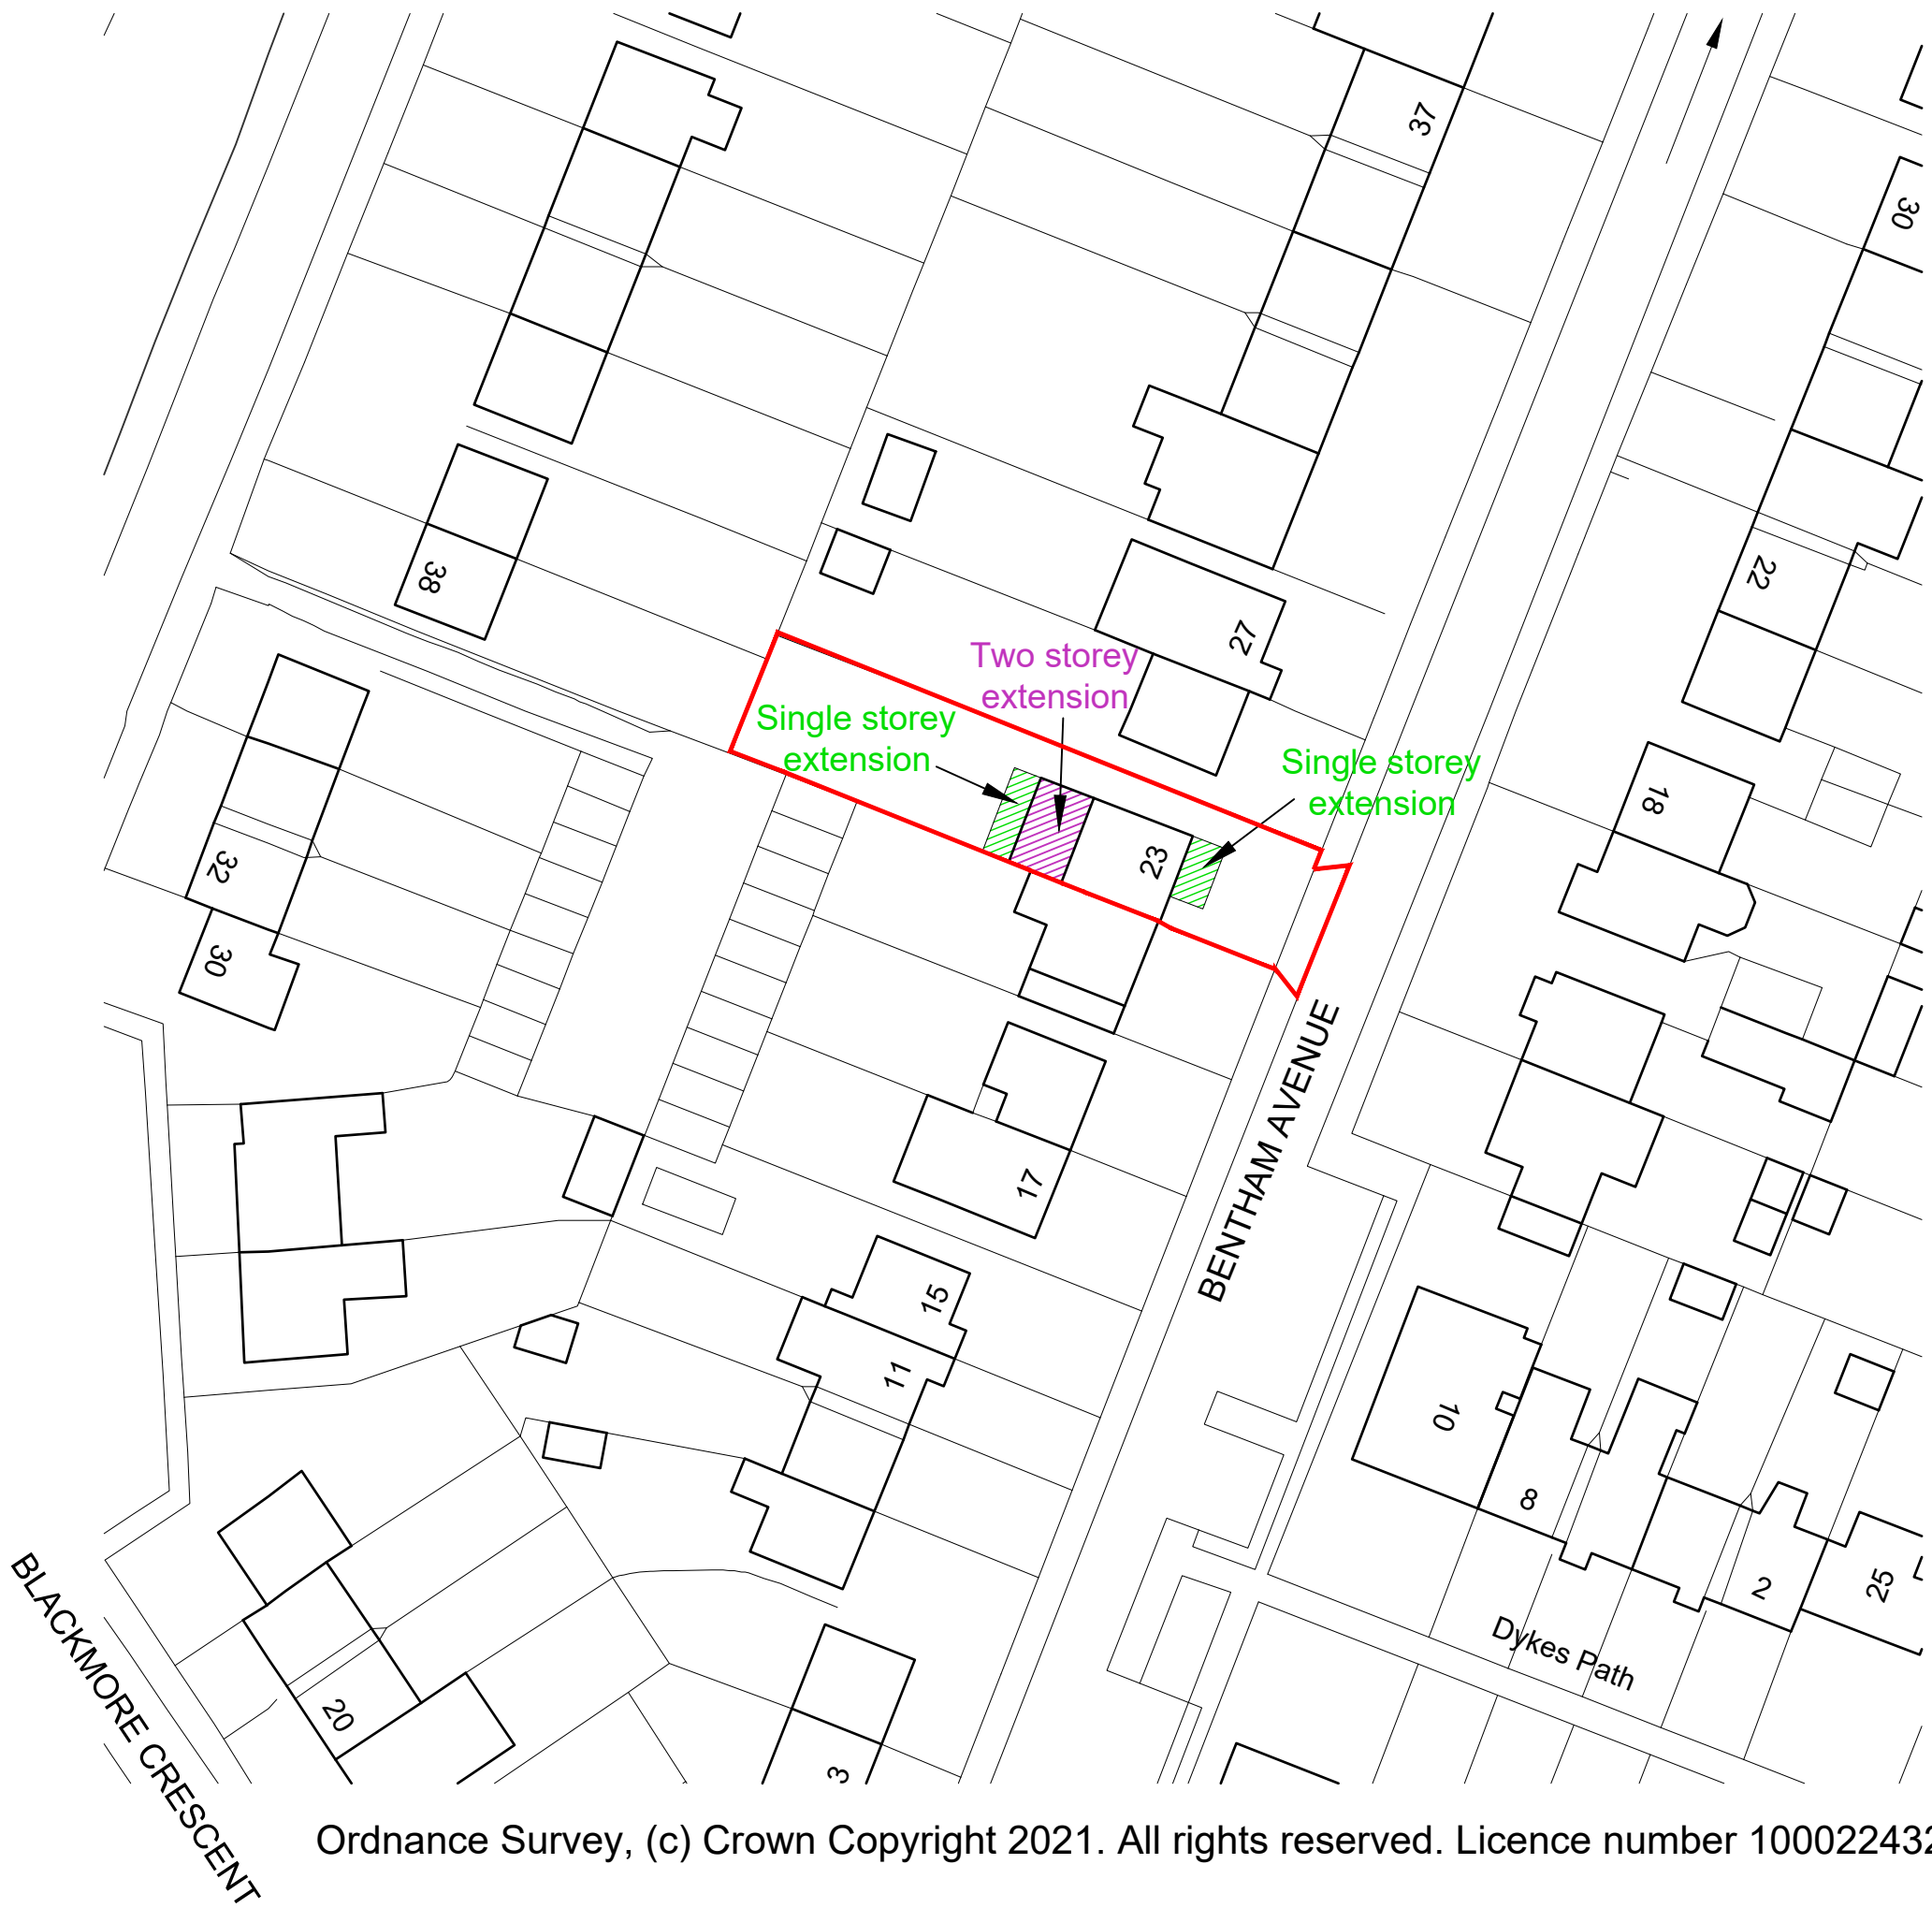 37
30
38
27
22
Two storey
extension
Single storey
extension
Single storey
extension
18
23
32
30
17
BENTHAM AVENUE
15
11
10
8
2
25
Dykes Path
20
3
BLACKMORE CRESCENT
Ordnance Survey, (c) Crown Copyright 2021. All rights reserved. Licence number 100022432